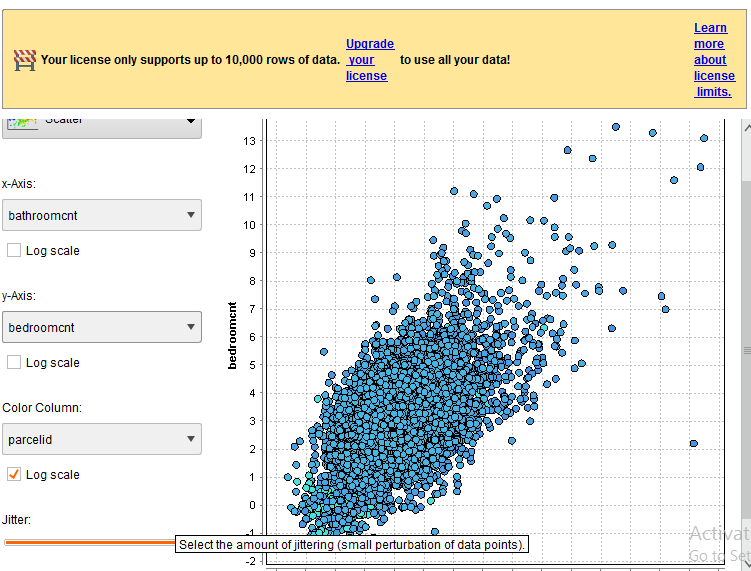 Your license only supports up to 10,000 rows of data. Upgrade your license to use all your data! Learn more about license limits.
Scatter
x-Axis:
bathroomcnt
Log scale
y-Axis:
bedroomcnt
Log scale
Color Column:
parcelid
Log scale
Jitter:
bedroomcnt
13
12
11
10
9
8
7
6
5
4
3
2
1
0
-1
-2
Select the amount of jittering (small perturbation of data points).
Activat
Go to Set